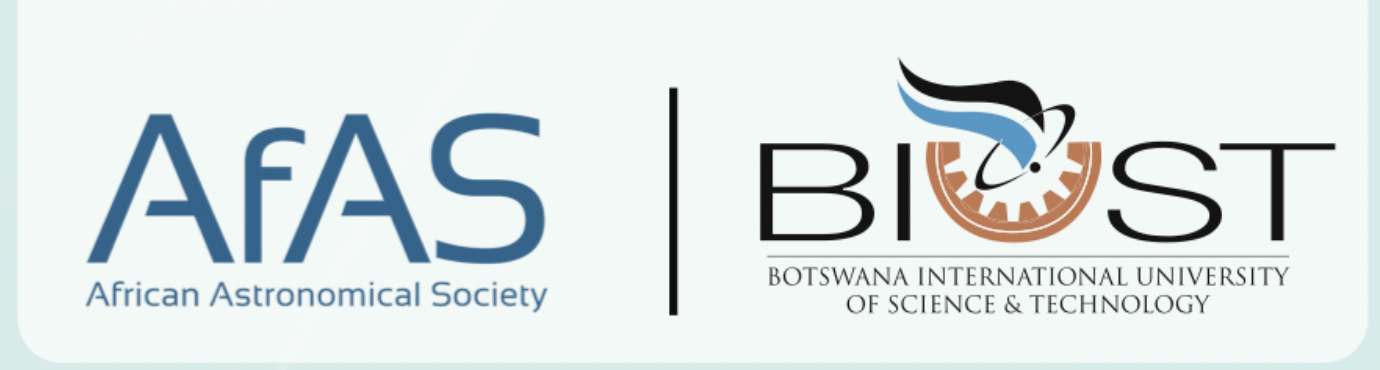 AfAS
African Astronomical Society
BIUST
BOTSWANA INTERNATIONAL UNIVERSITY
OF SCIENCE & TECHNOLOGY